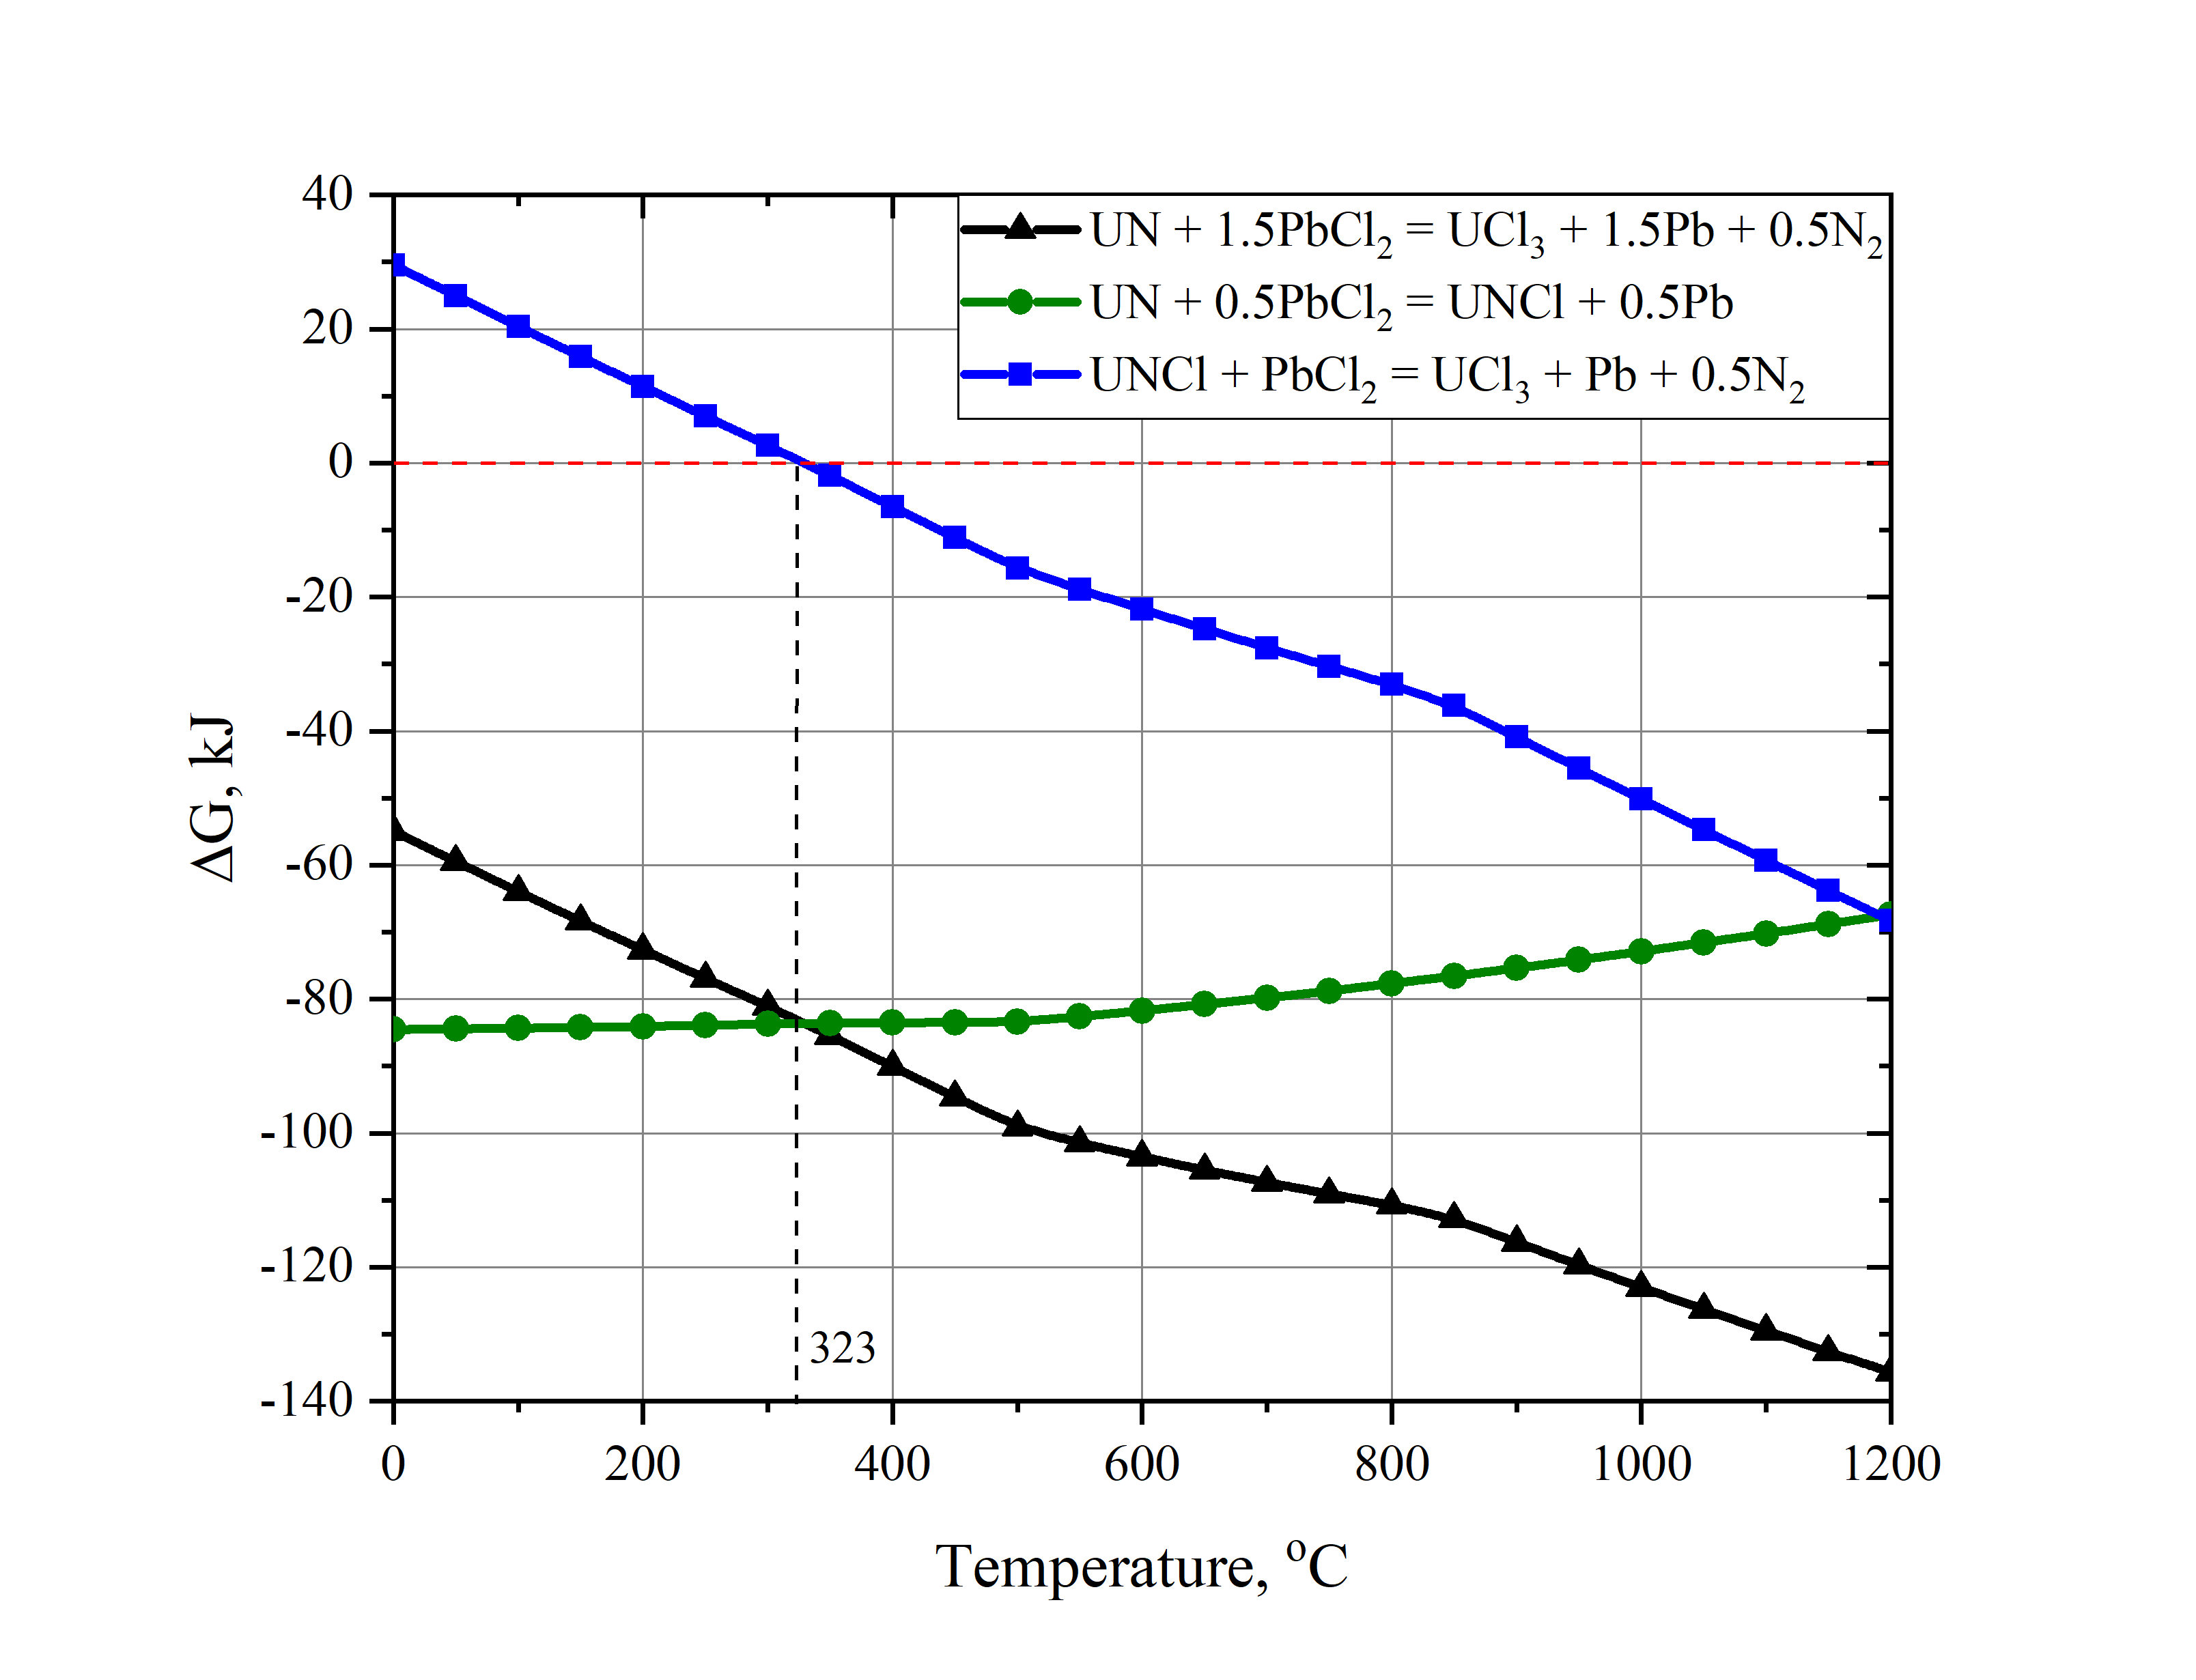 40
20
0
-20
-40
-60
-80
-100
-120
-140
ΔG, kJ
UN + 1.5PbCl₂ = UCl₃ + 1.5Pb + 0.5N₂
UN + 0.5PbCl₂ = UNCl + 0.5Pb
UNCl + PbCl₂ = UCl₃ + Pb + 0.5N₂
323
0 200 400 600 800 1000 1200
Temperature, ᵒC